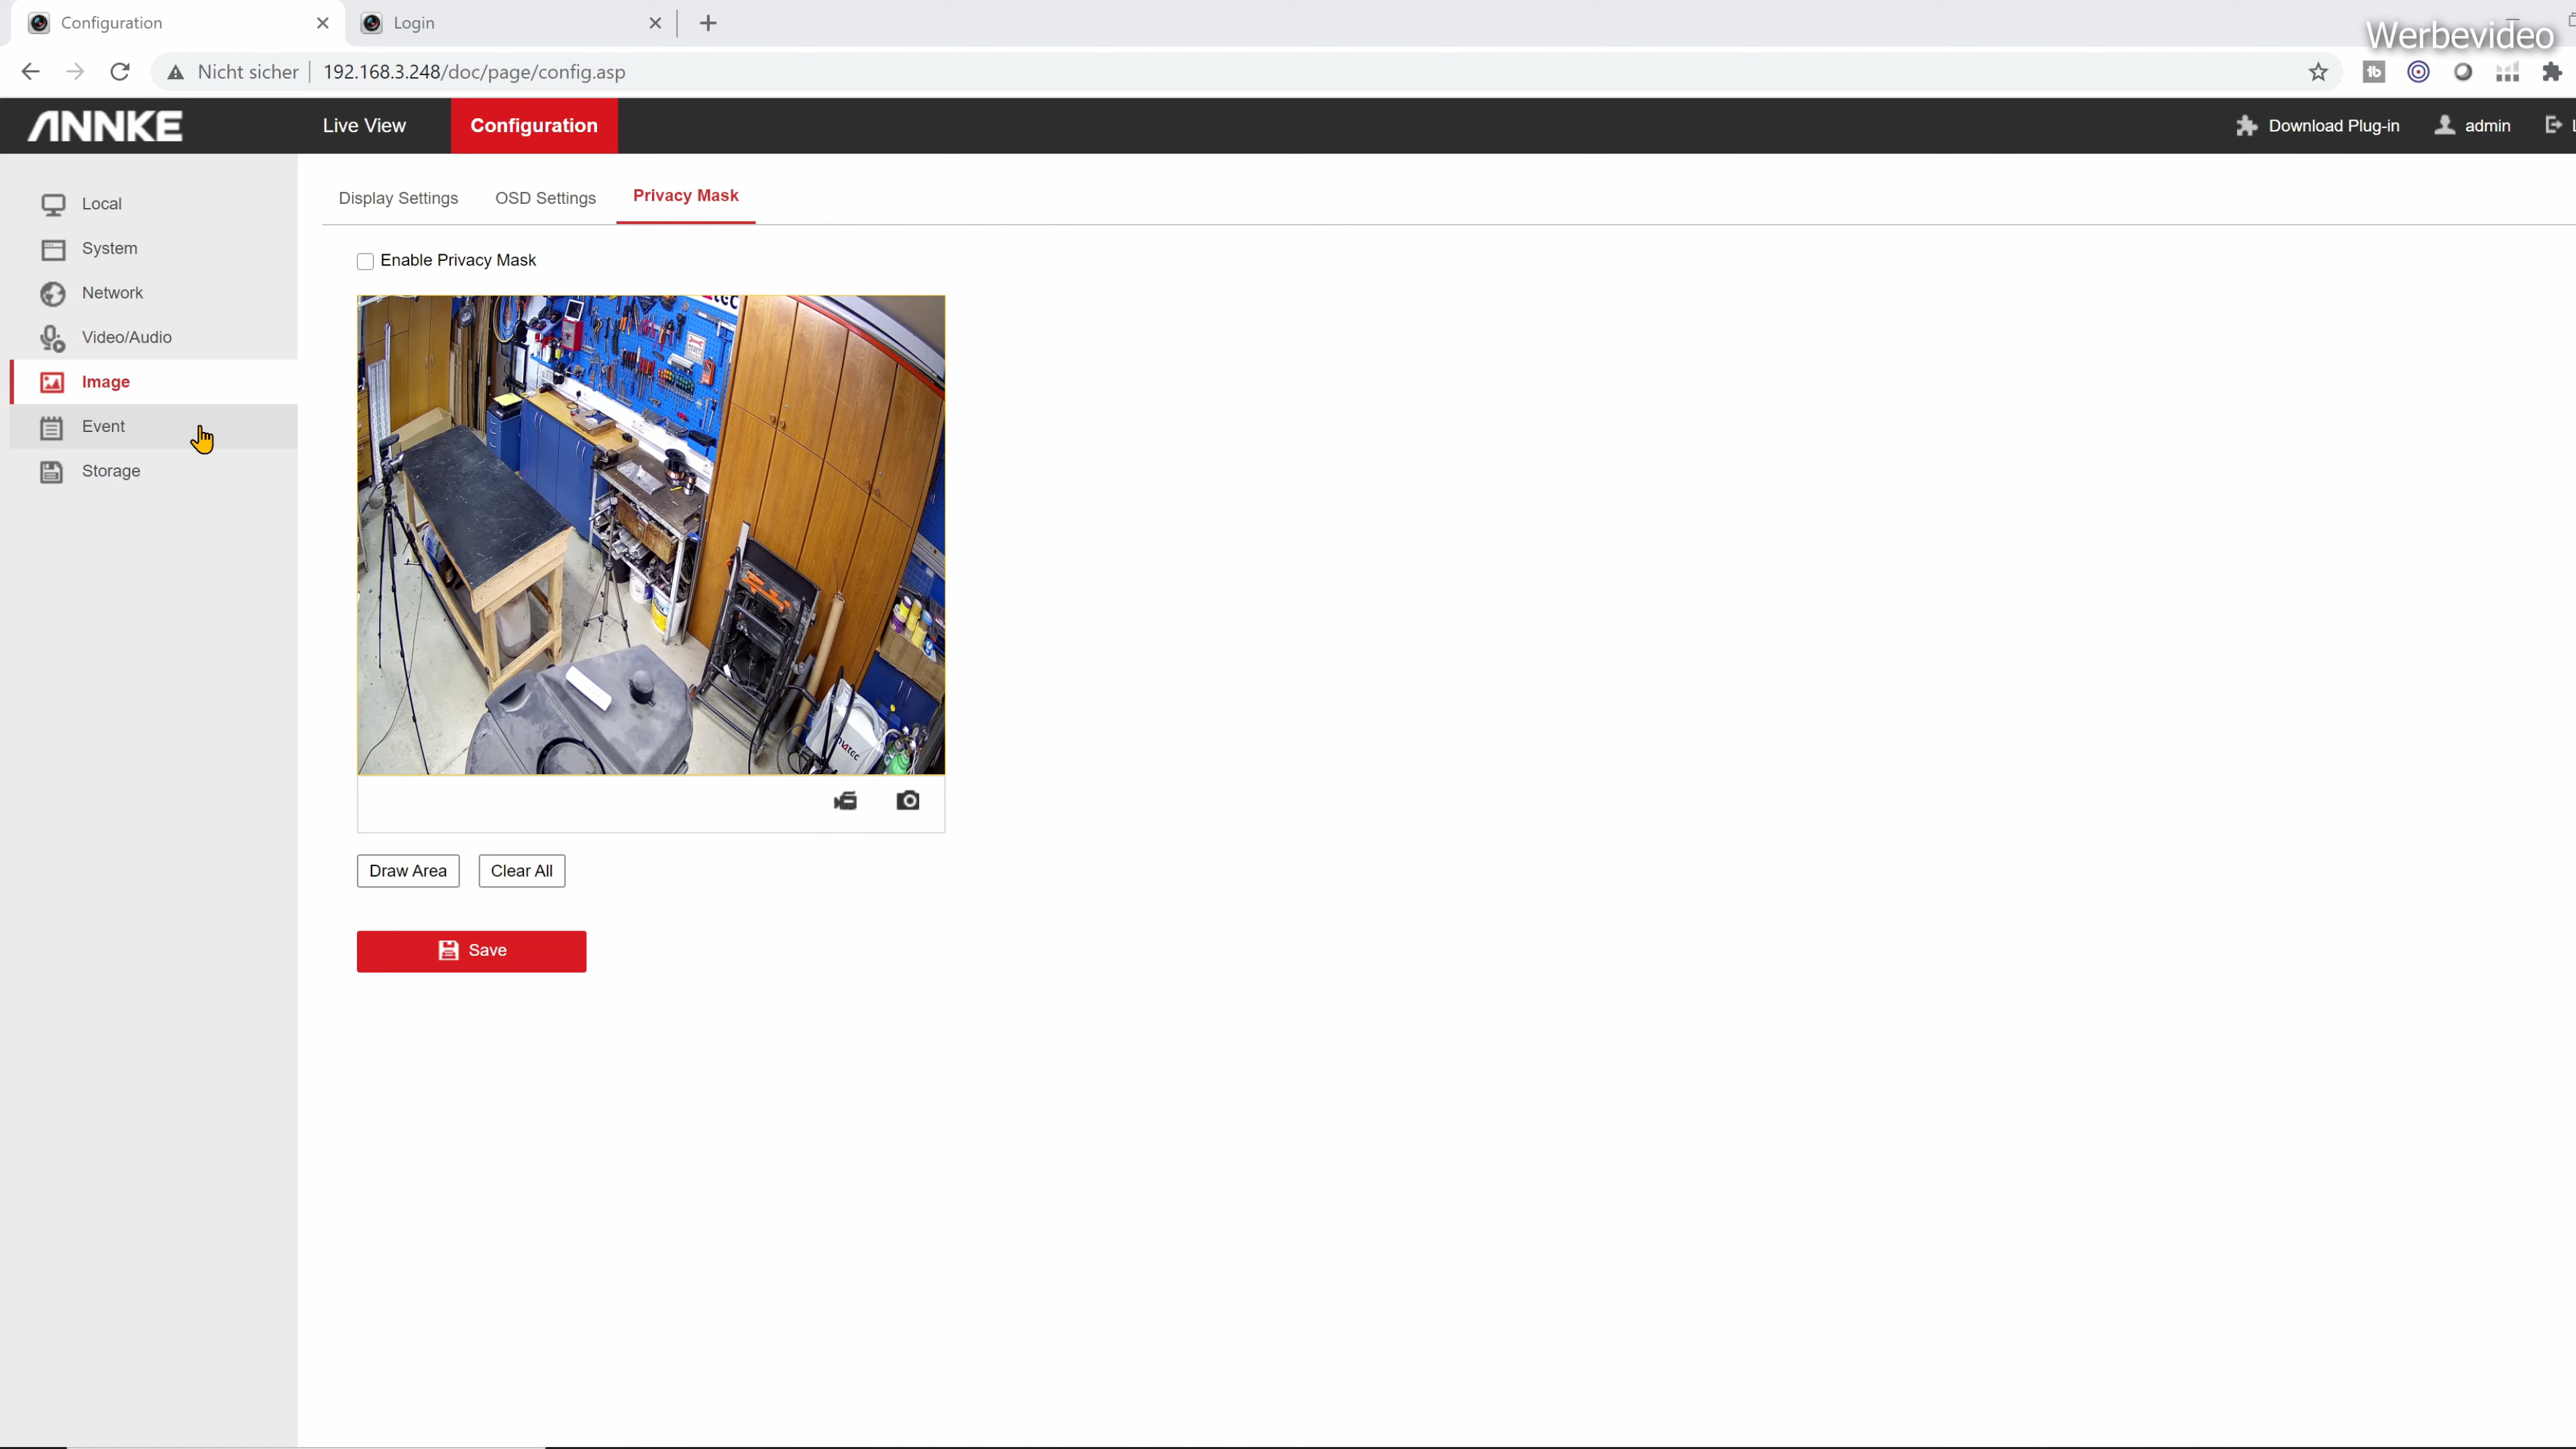 Configuration
Login
Werbevideo
Nicht sicher
192.168.3.248/doc/page/config.asp
ANNKE
Live View
Configuration
Download Plug-in
admin
Local
System
Network
Video/Audio
Image
Event
Storage
Display Settings
OSD Settings
Privacy Mask
Enable Privacy Mask
Draw Area
Clear All
Save